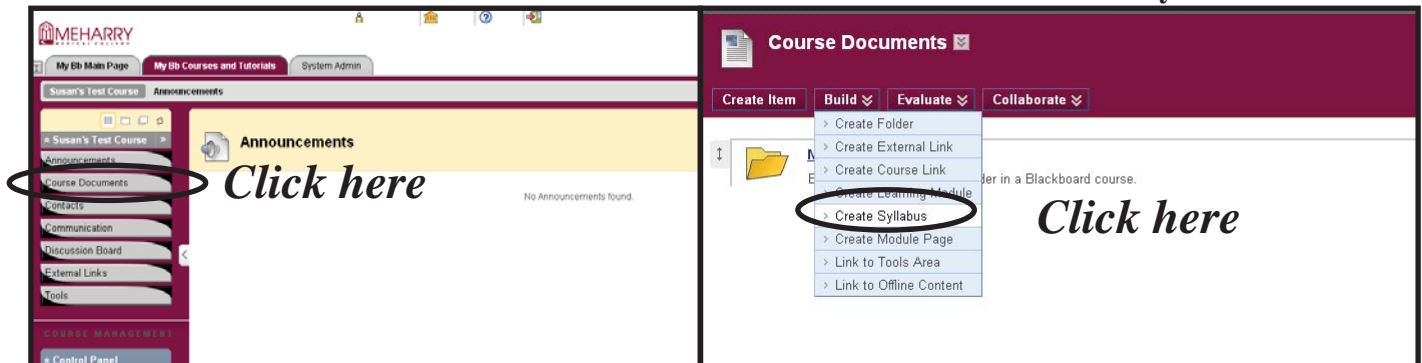 MEHARRY
MEDICAL COLLEGE
My Bb Main Page
My Bb Courses and Tutorials
System Admin
Susan's Test Course
Announcements
Susan's Test Course
Announcements
Course Documents
Contacts
Communication
Discussion Board
External Links
Tools
COURSE MANAGEMENT
Control Panel
Announcements
Click here
No Announcements found.
Course Documents
Create Item
Build
Evaluate
Collaborate
> Create Folder
> Create External Link
> Create Course Link
> Create Learning Module
> Create Syllabus
> Create Module Page
> Link to Tools Area
> Link to Offline Content
in a Blackboard course.
Click here